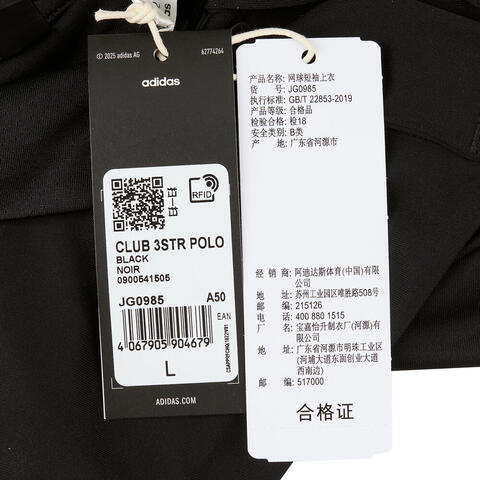 © 2025 adidas AG
62774264
adidas
RFID
CLUB 3STR POLO
BLACK
NOIR
0900541505
JG0985 A50
EAN
4 067905 904679
L
ADIDAS.COM
产品名称: 网球短袖上衣
货 号: JG0985
执行标准: GB/T 22853-2019
产品等级: 合格品
检验合格: 检18
安全类别: B类
产 地: 广东省河源市
经 销 商: 阿迪达斯体育(中国)有限公司
地 址: 苏州工业园区唯胜路508号
邮 编: 215126
电 话: 400 880 1515
厂 名: 宝嘉怡升制衣厂(河源)有限公司
地 址: 广东省河源市明珠工业区(河埔大道东面创业大道西南边)
邮 编: 517000
合格证